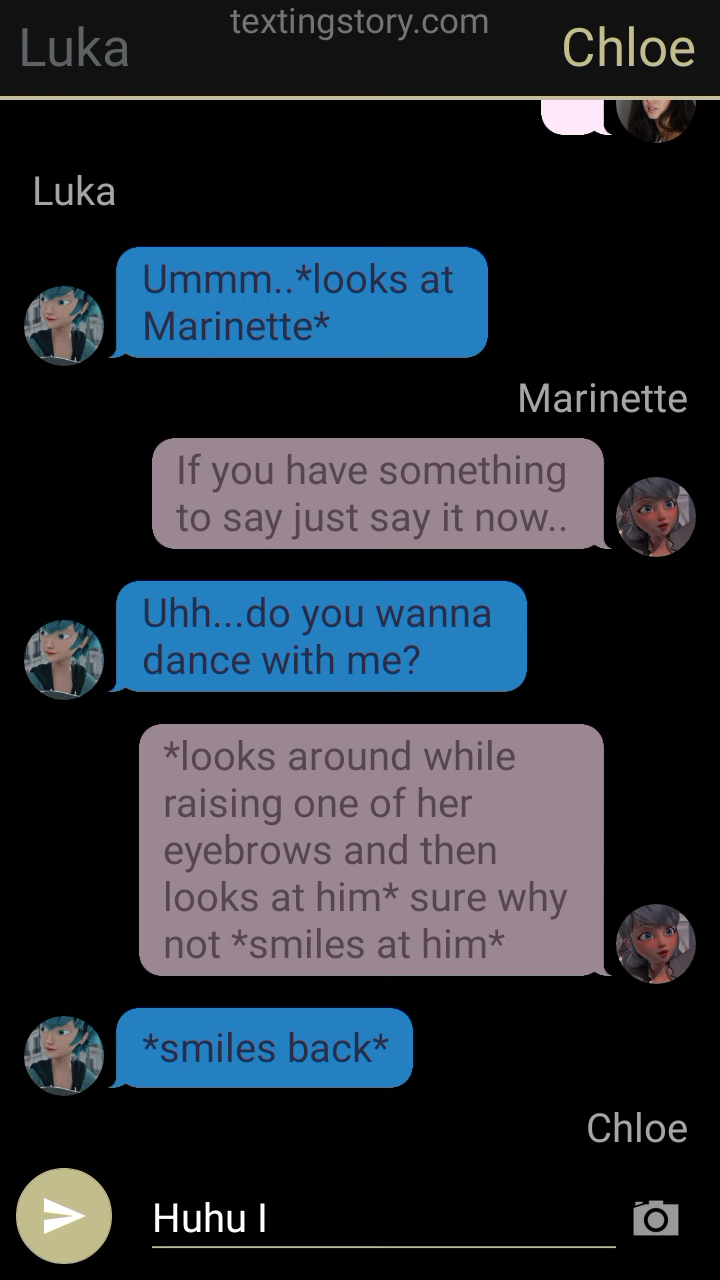 textingstory.com
Luka
Chloe
Luka
Ummm..*looks at
Marinette*
Marinette
If you have something
to say just say it now..
Uhh...do you wanna
dance with me?
*looks around while
raising one of her
eyebrows and then
looks at him* sure why
not *smiles at him*
*smiles back*
Chloe
Huhu I